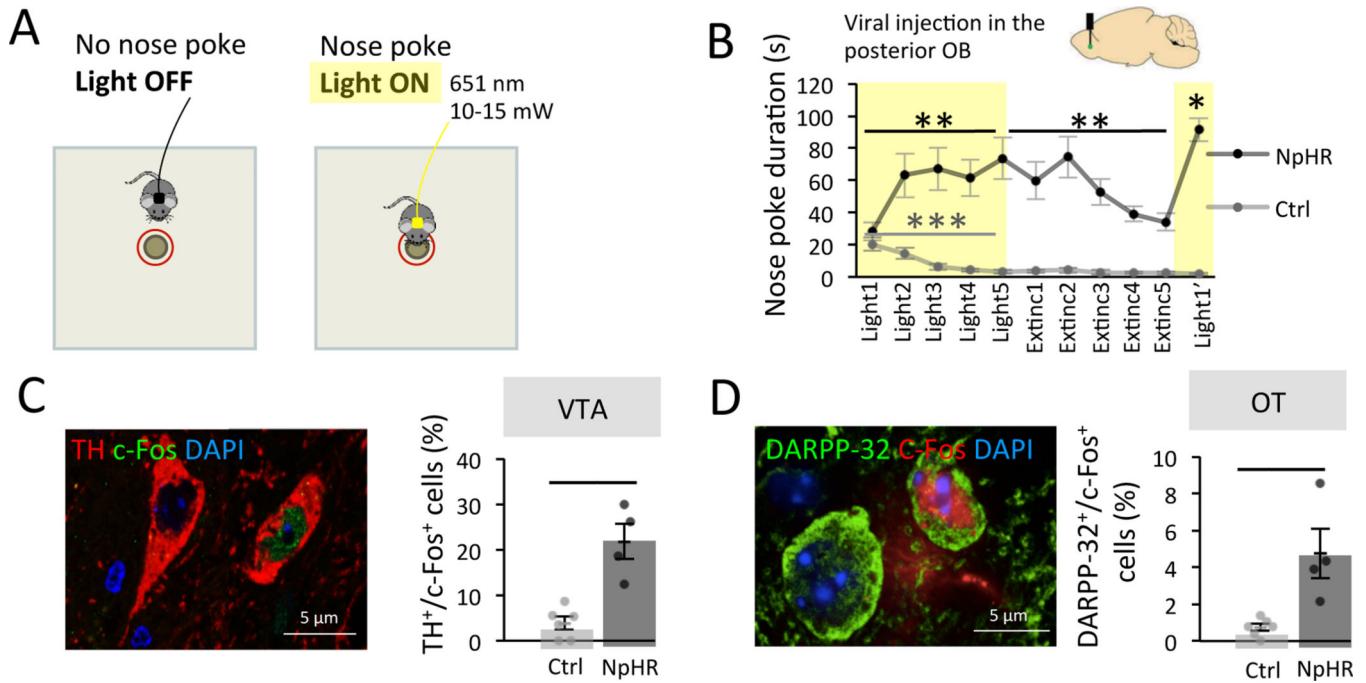 A
No nose poke
Light OFF
Nose poke
Light ON
651 nm
10-15 mW
B
Viral injection in the
posterior OB
Nose poke duration (s)
120
100
80
60
40
20
0
**
**
*
***
NpHR
Ctrl
Light1
Light2
Light3
Light4
Light5
Extinc1
Extinc2
Extinc3
Extinc4
Extinc5
Light1'
C
TH c-Fos DAPI
5 µm
VTA
TH⁺/c-Fos⁺ cells (%)
40
30
20
10
0
Ctrl
NpHR
D
DARPP-32 C-Fos DAPI
5 µm
OT
DARPP-32⁺/c-Fos⁺
cells (%)
10
8
6
4
2
0
Ctrl
NpHR